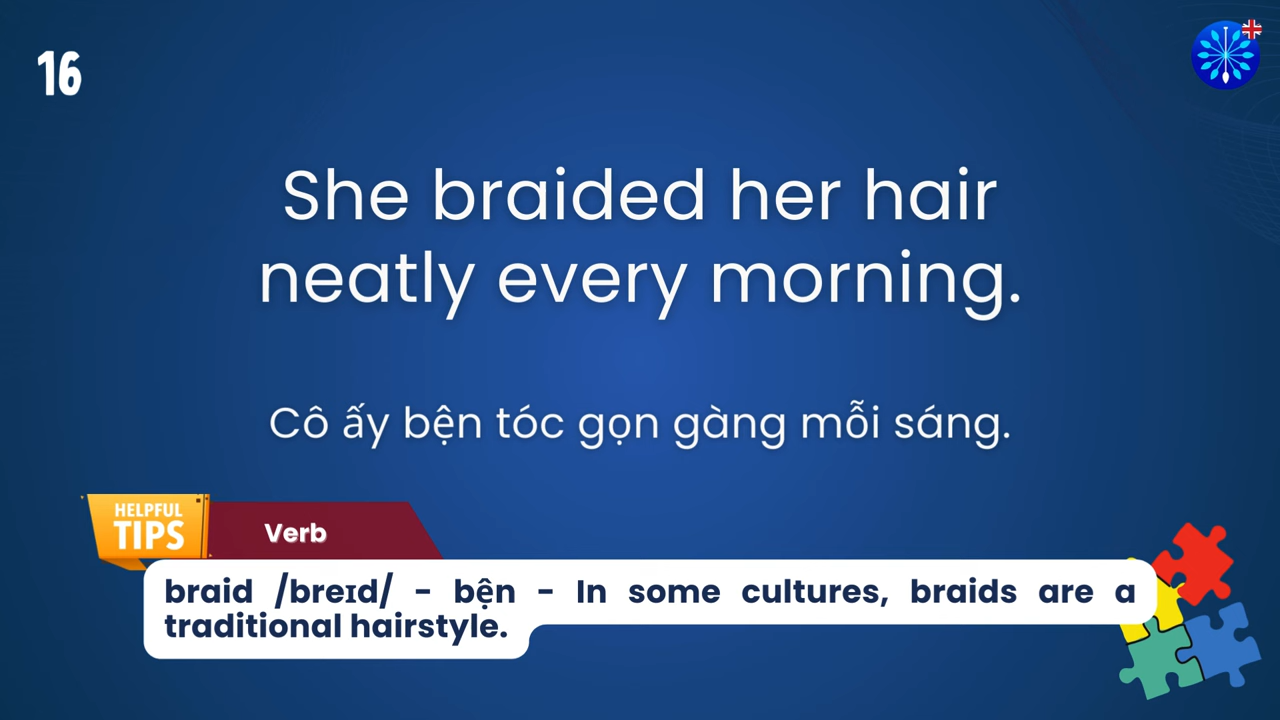 16
She braided her hair
neatly every morning.
Cô ấy bện tóc gọn gàng mỗi sáng.
HELPFUL
TIPS
Verb
braid /breɪd/ - bện - In some cultures, braids are a
traditional hairstyle.